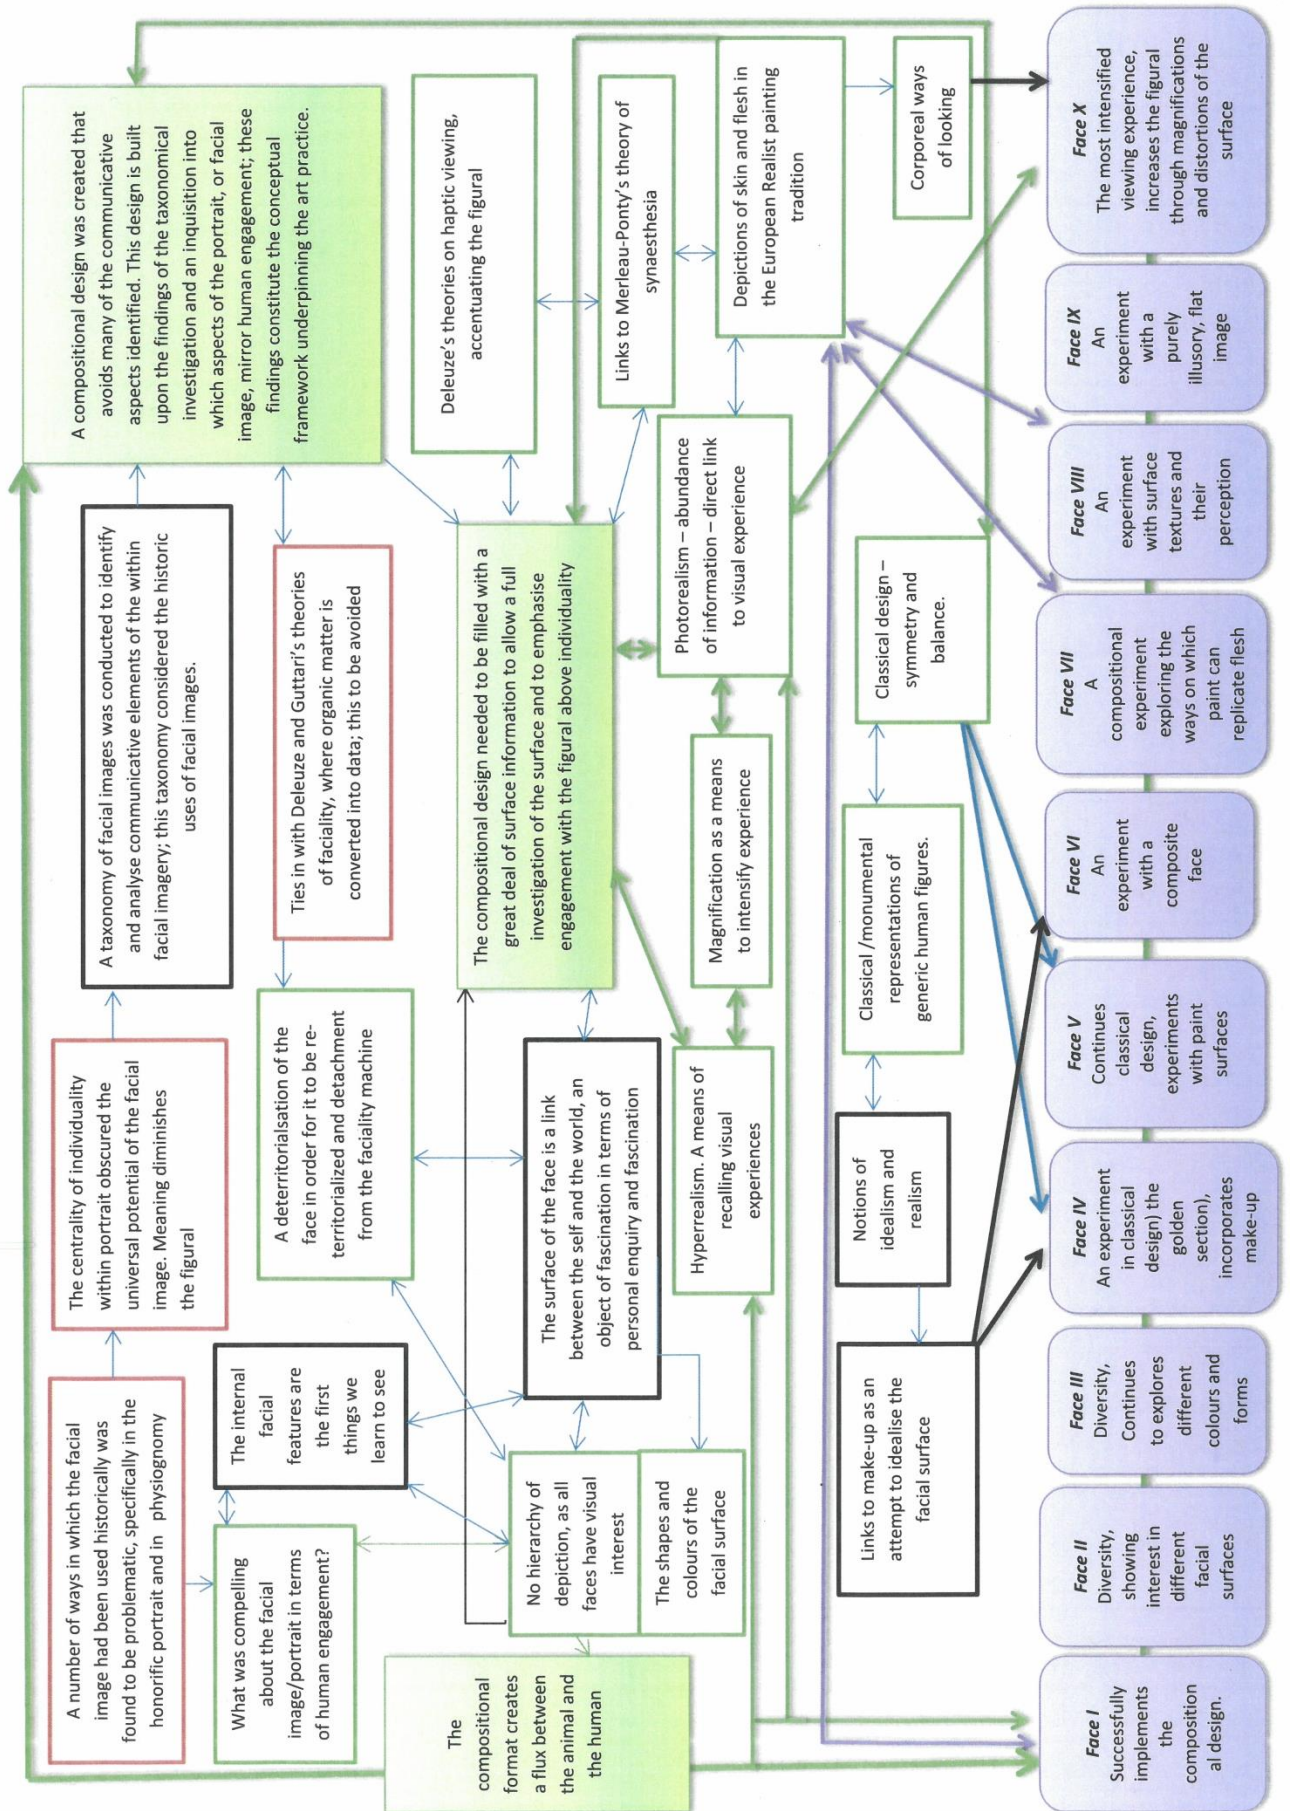 A number of ways in which the facial
image had been used historically was
found to be problematic, specifically in the
honorific portrait and in physiognomy
The centrality of individuality
within portrait obscured the
universal potential of the facial
image. Meaning diminishes
the figural
A taxonomy of facial images was conducted to identify
and analyse communicative elements of the within
facial imagery; this taxonomy considered the historic
uses of facial images.
A compositional design was created that
avoids many of the communicative
aspects identified. This design is built
upon the findings of the taxonomical
investigation and an inquisition into
which aspects of the portrait, or facial
image, mirror human engagement; these
findings constitute the conceptual
framework underpinning the art practice.
What was compelling
about the facial
image/portrait in terms
of human engagement?
The internal
facial
features are
the first
things we
learn to see
A deterritorialisation of the
face in order for it to be re-
territorialized and detachment
from the faciality machine
Ties in with Deleuze and Guttari's theories
of faciality, where organic matter is
converted into data; this to be avoided
The
compositional
format creates
a flux between
the animal and
the human
No hierarchy of
depiction, as all
faces have visual
interest
The shapes and
colours of the
facial surface
The surface of the face is a link
between the self and the world, an
object of fascination in terms of
personal enquiry and fascination
The compositional design needed to be filled with a
great deal of surface information to allow a full
investigation of the surface and to emphasise
engagement with the figural above individuality
Deleuze's theories on haptic viewing,
accentuating the figural
Links to Merleau-Ponty's theory of
synaesthesia
Hyperrealism. A means of
recalling visual
experiences
Magnification as a means
to intensify experience
Photorealism – abundance
of information – direct link
to visual experience
Depictions of skin and flesh in
the European Realist painting
tradition
Corporeal ways
of looking
Links to make-up as an
attempt to idealise the
facial surface
Notions of
idealism and
realism
Classical /monumental
representations of
generic human figures.
Classical design –
symmetry and
balance.
Face I
Successfully
implements
the
composition
al design.
Face II
Diversity,
showing
interest in
different
facial
surfaces
Face III
Diversity,
Continues
to explores
different
colours and
forms
Face IV
An experiment
in classical
design) the
golden
section),
incorporates
make-up
Face V
Continues
classical
design,
experiments
with paint
surfaces
Face VI
An
experiment
with a
composite
face
Face VII
A
compositional
experiment
exploring the
ways on which
paint can
replicate flesh
Face VIII
An
experiment
with surface
textures and
their
perception
Face IX
An
experiment
with a
purely
illusory, flat
image
Face X
The most intensified
viewing experience,
increases the figural
through magnifications
and distortions of the
surface